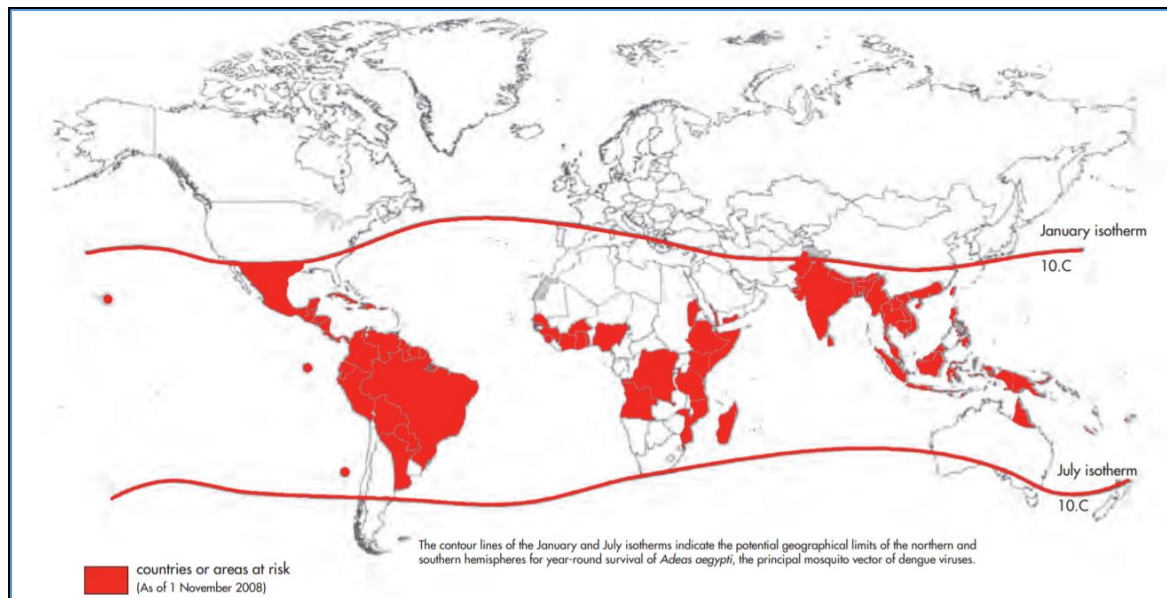 January isotherm
10.C
July isotherm
10.C
The contour lines of the January and July isotherms indicate the potential geographical limits of the northern and
southern hemispheres for year-round survival of Adeas aegypti, the principal mosquito vector of dengue viruses.
countries or areas at risk
(As of 1 November 2008)